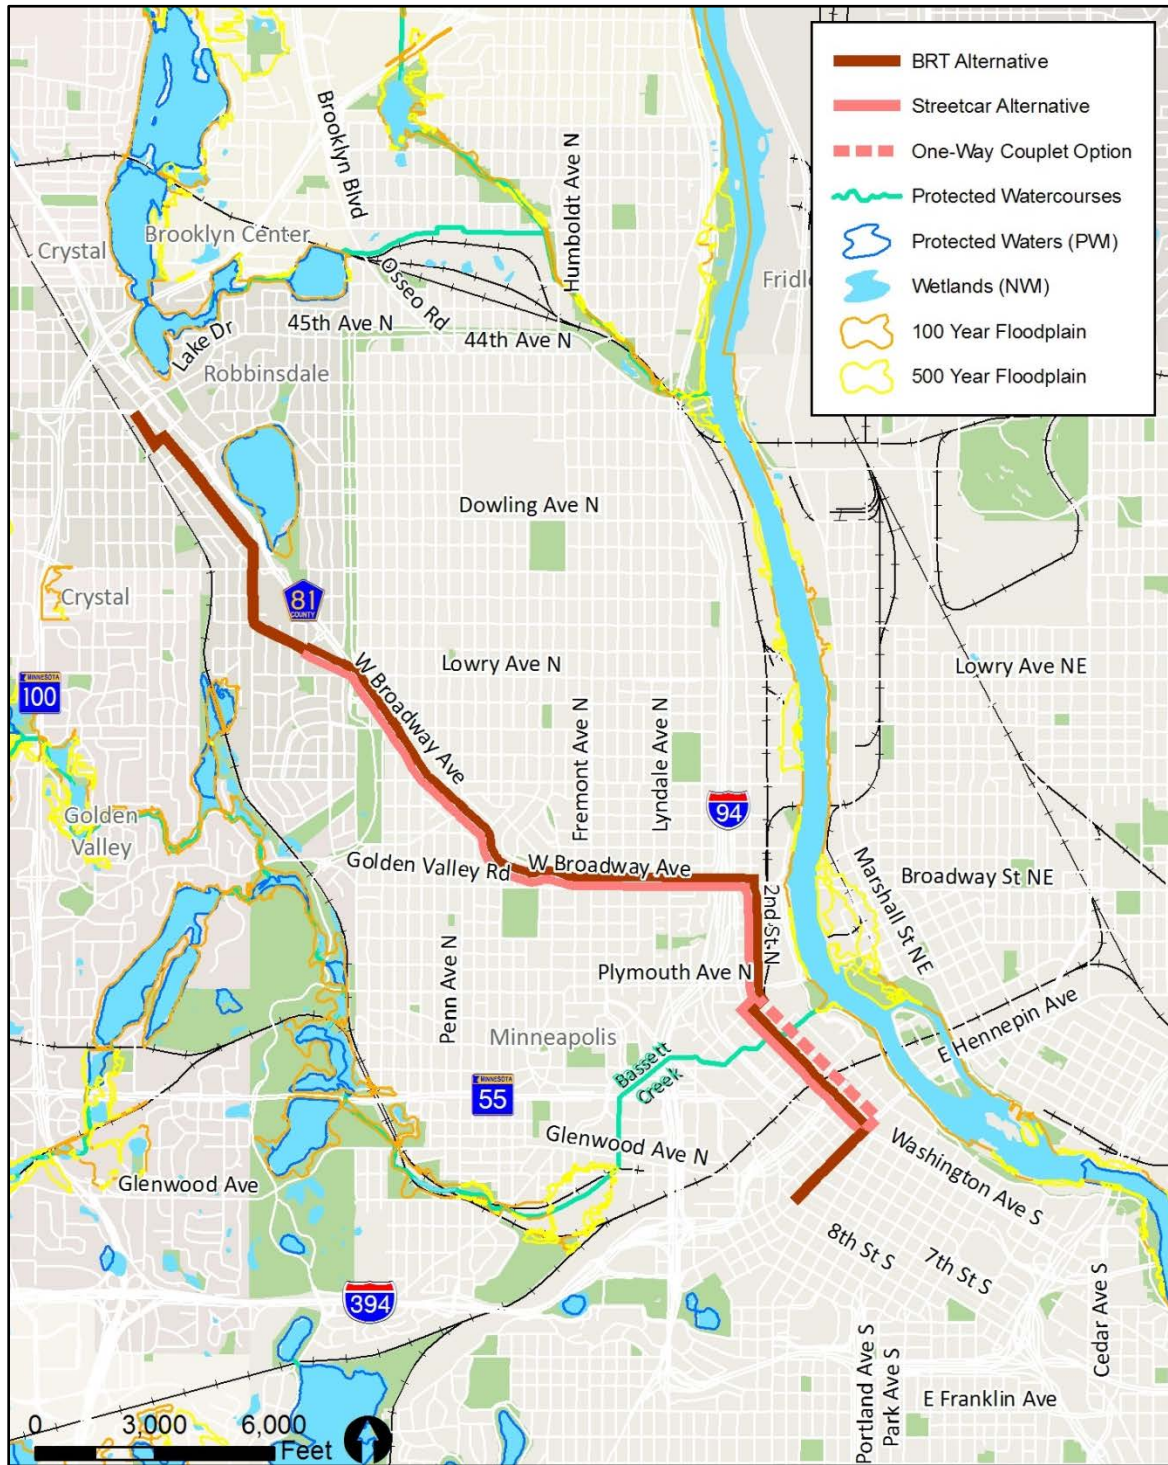 BRT Alternative
Streetcar Alternative
One-Way Couplet Option
Protected Watercourses
Protected Waters (PWI)
Wetlands (NWI)
100 Year Floodplain
500 Year Floodplain
Brooklyn Blvd
Humboldt Ave N
Crystal
Brooklyn Center
Fridl
Osseo Rd
Lake Dr
45th Ave N
44th Ave N
Robbinsdale
Dowling Ave N
Crystal
81
COUNTY
MINNESOTA
100
W Broadway Ave
Lowry Ave N
Lowry Ave NE
Fremont Ave N
Lyndale Ave N
94
Golden
Valley
Golden Valley Rd
W Broadway Ave
2nd St N
Marshall St NE
Broadway St NE
Penn Ave N
Plymouth Ave N
Minneapolis
E Hennepin Ave
Bassett
Creek
MINNESOTA
55
Glenwood Ave N
Glenwood Ave
Washington Ave S
8th St S
7th St S
394
Cedar Ave S
Portland Ave S
Park Ave S
E Franklin Ave
0 3,000 6,000
Feet